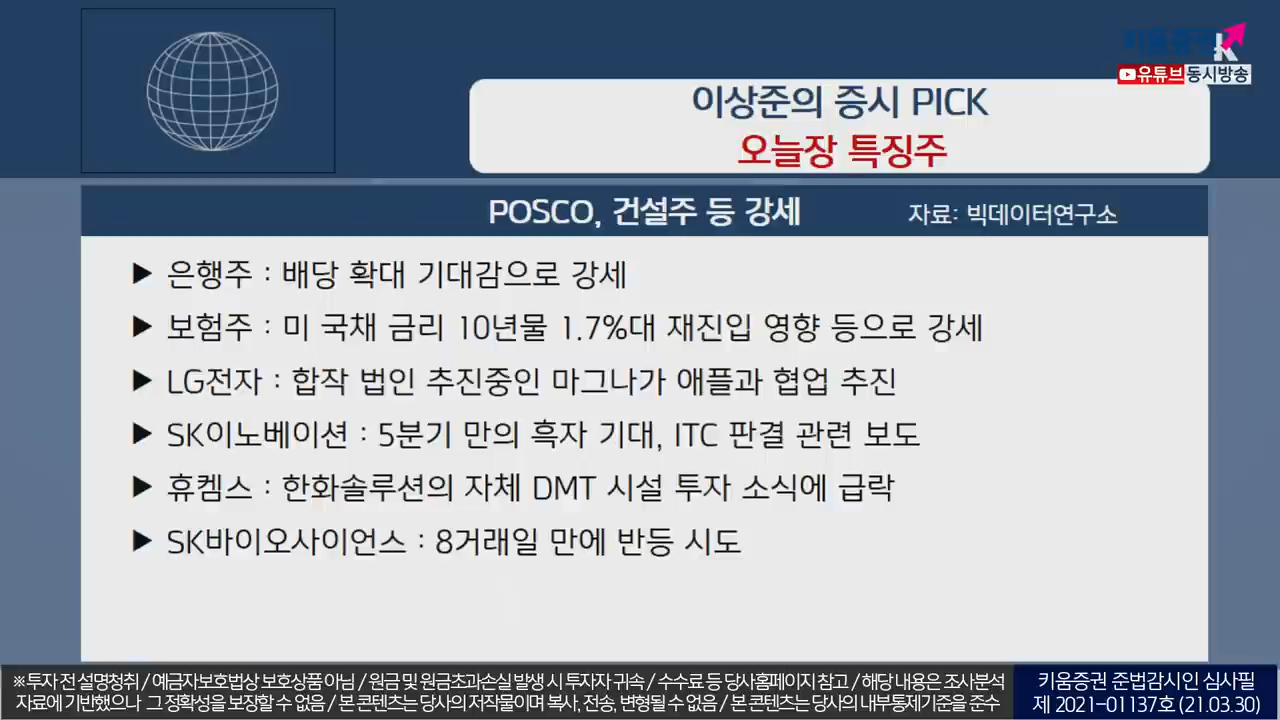 키움증권
유튜브 동시방송
이상준의 증시 PICK
오늘장 특징주
POSCO, 건설주 등 강세
자료: 빅데이터연구소
▶ 은행주 : 배당 확대 기대감으로 강세
▶ 보험주 : 미 국채 금리 10년물 1.7%대 재진입 영향 등으로 강세
▶ LG전자 : 합작 법인 추진중인 마그나가 애플과 협업 추진
▶ SK이노베이션 : 5분기 만의 흑자 기대, ITC 판결 관련 보도
▶ 휴켐스 : 한화솔루션의 자체 DMT 시설 투자 소식에 급락
▶ SK바이오사이언스 : 8거래일 만에 반등 시도
※ 투자 전 설명청취 / 예금자보호법상 보호상품 아님 / 원금 및 원금초과손실 발생 시 투자자 귀속 / 수수료 등 당사홈페이지 참고 / 해당 내용은 조사분석
자료에 기반했으나 그 정확성을 보장할 수 없음 / 본 콘텐츠는 당사의 저작물이며 복사, 전송, 변형될 수 없음 / 본 콘텐츠는 당사의 내부통제기준을 준수
키움증권 준법감시인 심사필
제 2021-01137호 (21.03.30)